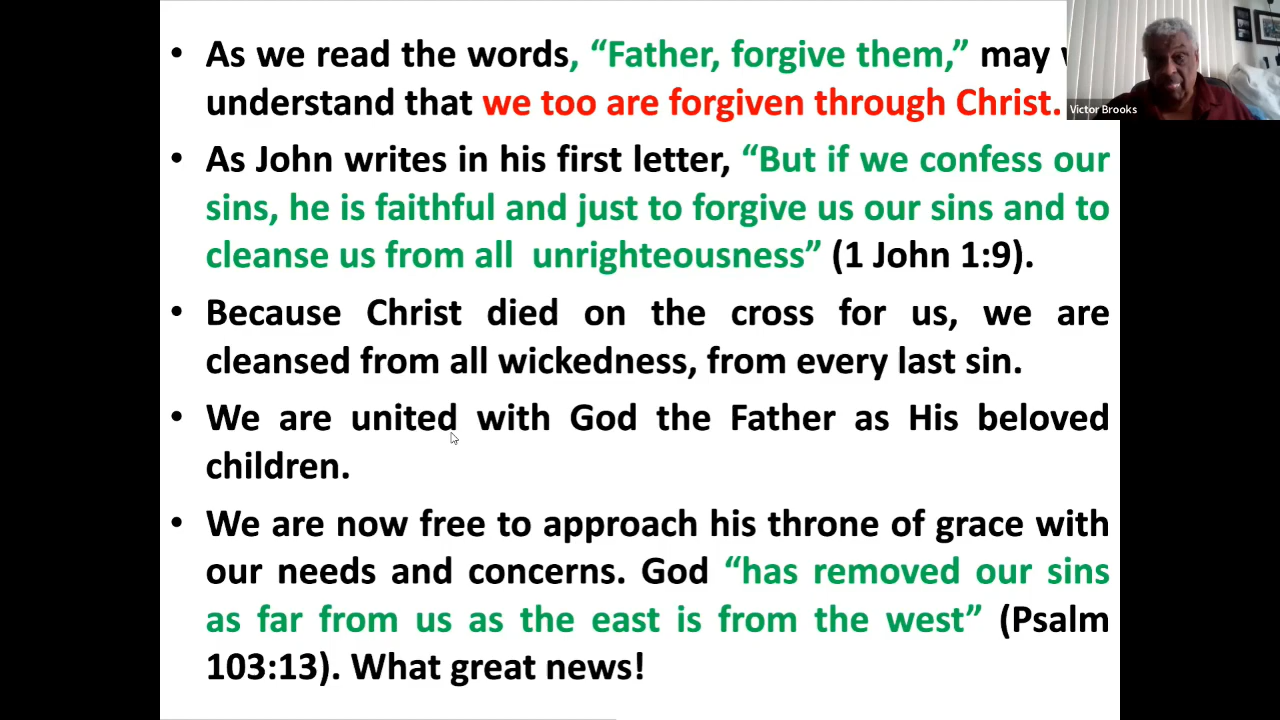 • As we read the words, “Father, forgive them,” may
understand that we too are forgiven through Christ.
• As John writes in his first letter, “But if we confess our
sins, he is faithful and just to forgive us our sins and to
cleanse us from all unrighteousness” (1 John 1:9).
• Because Christ died on the cross for us, we are
cleansed from all wickedness, from every last sin.
• We are united with God the Father as His beloved
children.
• We are now free to approach his throne of grace with
our needs and concerns. God “has removed our sins
as far from us as the east is from the west” (Psalm
103:13). What great news!
Victor Brooks